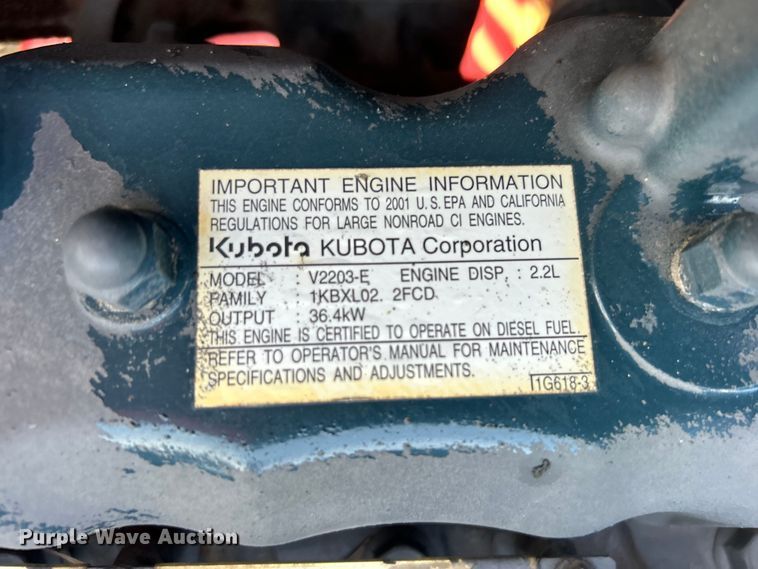 IMPORTANT ENGINE INFORMATION
THIS ENGINE CONFORMS TO 2001 U.S. EPA AND CALIFORNIA
REGULATIONS FOR LARGE NONROAD CI ENGINES.
Kubota KUBOTA Corporation
MODEL : V2203-E ENGINE DISP. : 2.2L
FAMILY : 1KBXL02. 2FCD
OUTPUT : 36.4kW
THIS ENGINE IS CERTIFIED TO OPERATE ON DIESEL FUEL.
REFER TO OPERATOR'S MANUAL FOR MAINTENANCE
SPECIFICATIONS AND ADJUSTMENTS.
1G618-3
Purple Wave Auction